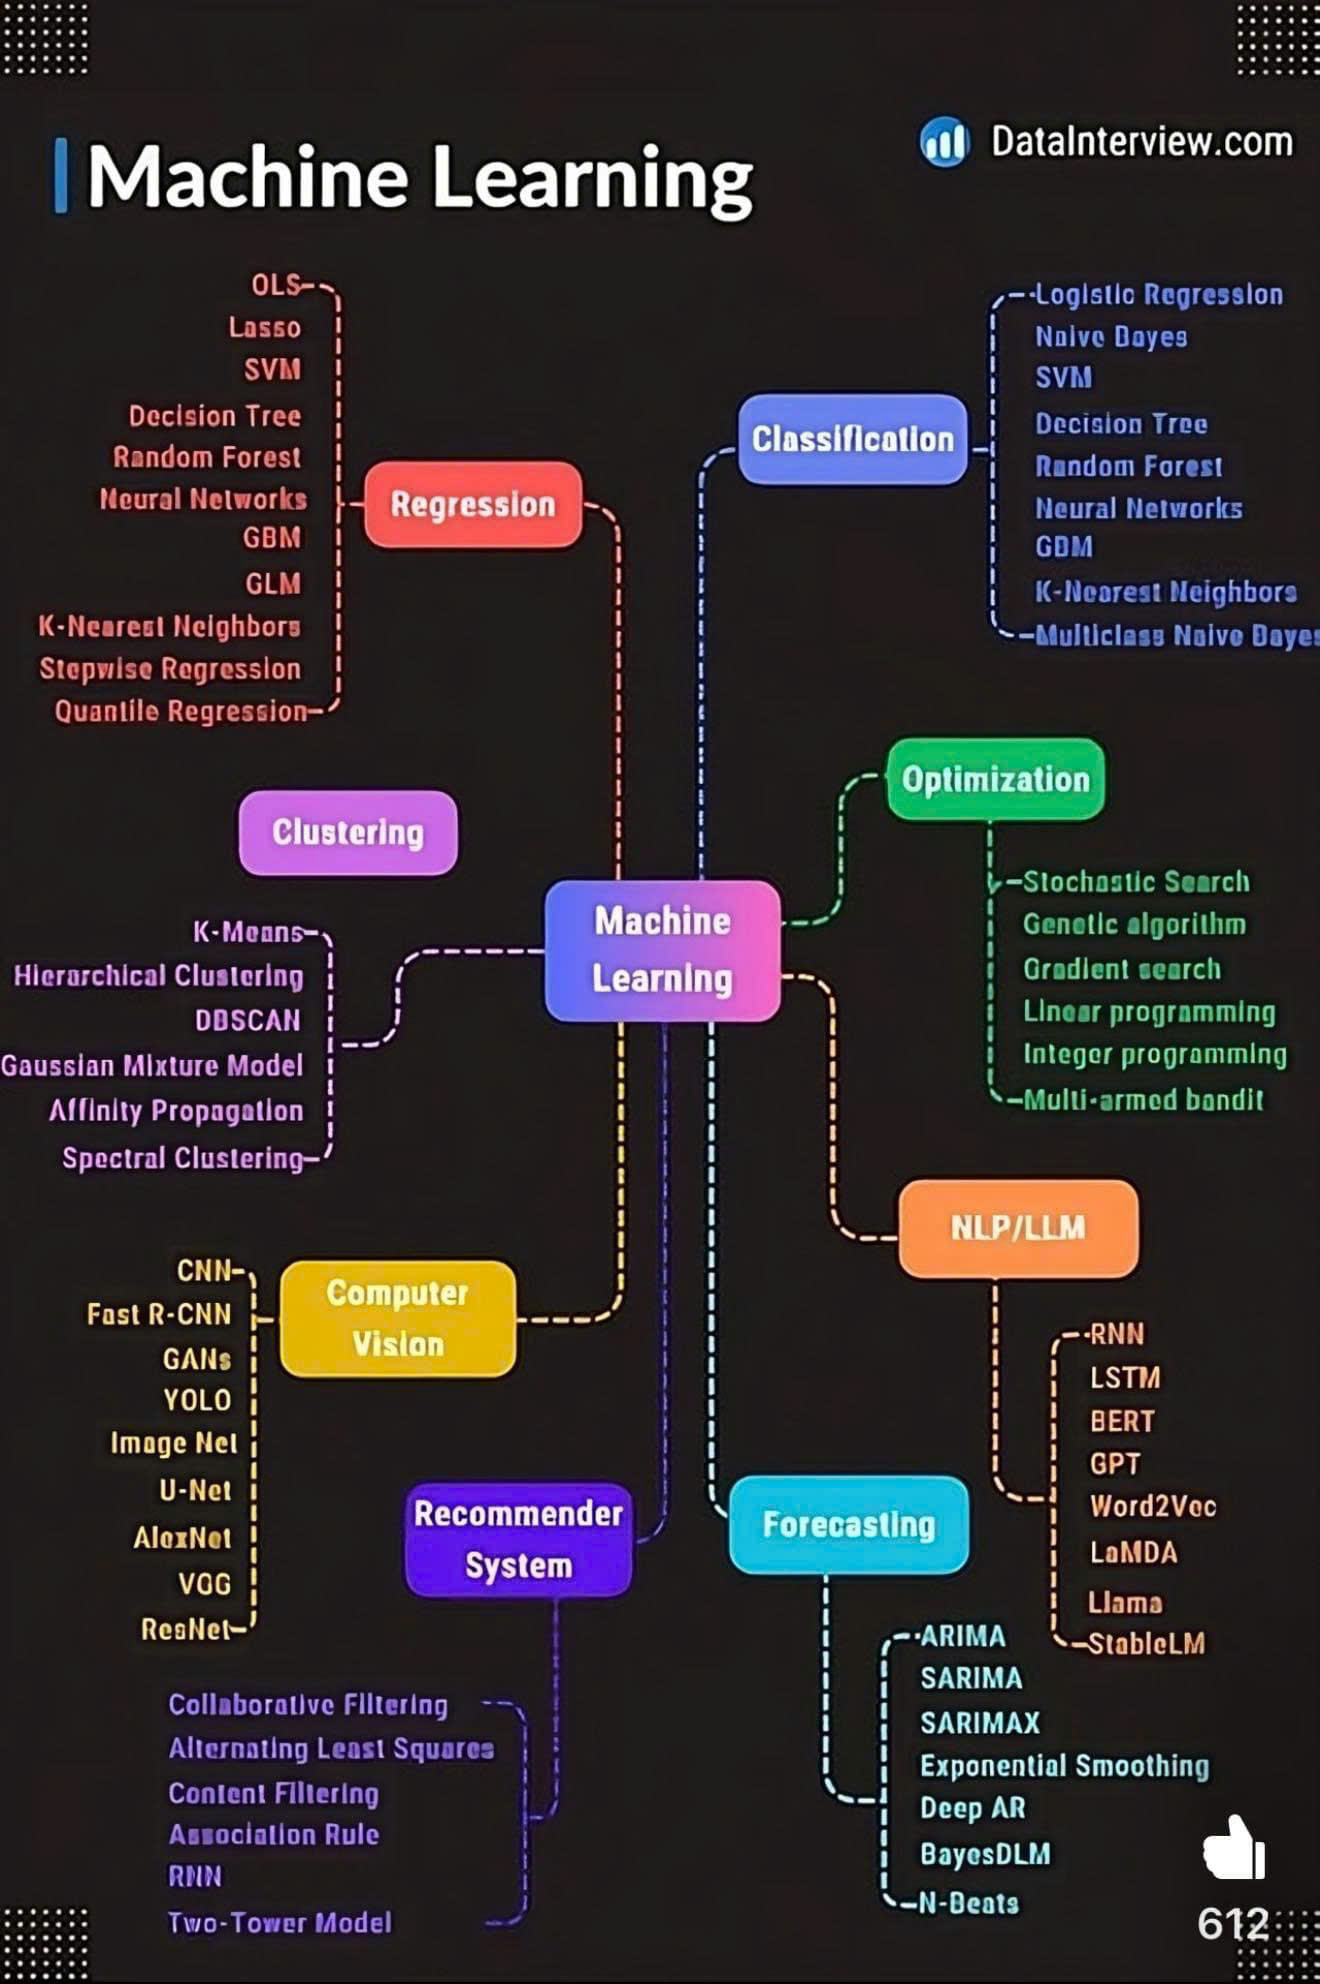 Machine Learning
DataInterview.com
OLS
Lasso
SVM
Decision Tree
Random Forest
Neural Networks
GBM
GLM
K-Nearest Neighbors
Stepwise Regression
Quantile Regression
Regression
Classification
Logistic Regression
Naive Bayes
SVM
Decision Tree
Random Forest
Neural Networks
GBM
K-Nearest Neighbors
Multiclass Naive Bayes
Optimization
Stochastic Search
Genetic algorithm
Gradient search
Linear programming
Integer programming
Multi-armed bandit
Clustering
K-Means
Hierarchical Clustering
DBSCAN
Gaussian Mixture Model
Affinity Propagation
Spectral Clustering
Machine
Learning
NLP/LLM
RNN
LSTM
BERT
GPT
Word2Vec
LaMDA
Llama
StableLM
Computer
Vision
CNN
Fast R-CNN
GANs
YOLO
Image Net
U-Net
AlexNet
VGG
ResNet
Recommender
System
Collaborative Filtering
Alternating Least Squares
Content Filtering
Association Rule
RNN
Two-Tower Model
Forecasting
ARIMA
SARIMA
SARIMAX
Exponential Smoothing
Deep AR
BayesDLM
N-Beats
612